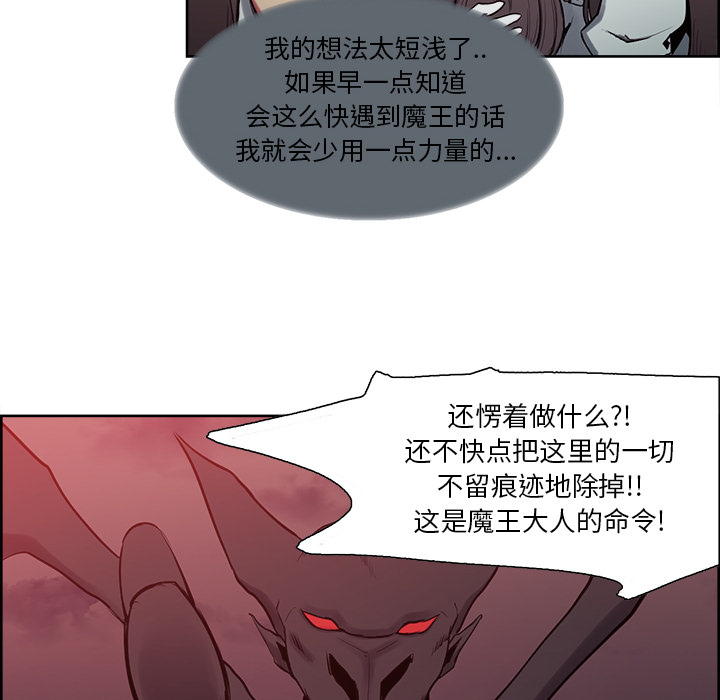 我的想法太短浅了..
如果早一点知道
会这么快遇到魔王的话
我就会少用一点力量的...
还愣着做什么?!
还不快点把这里的一切
不留痕迹地除掉!!
这是魔王大人的命令!